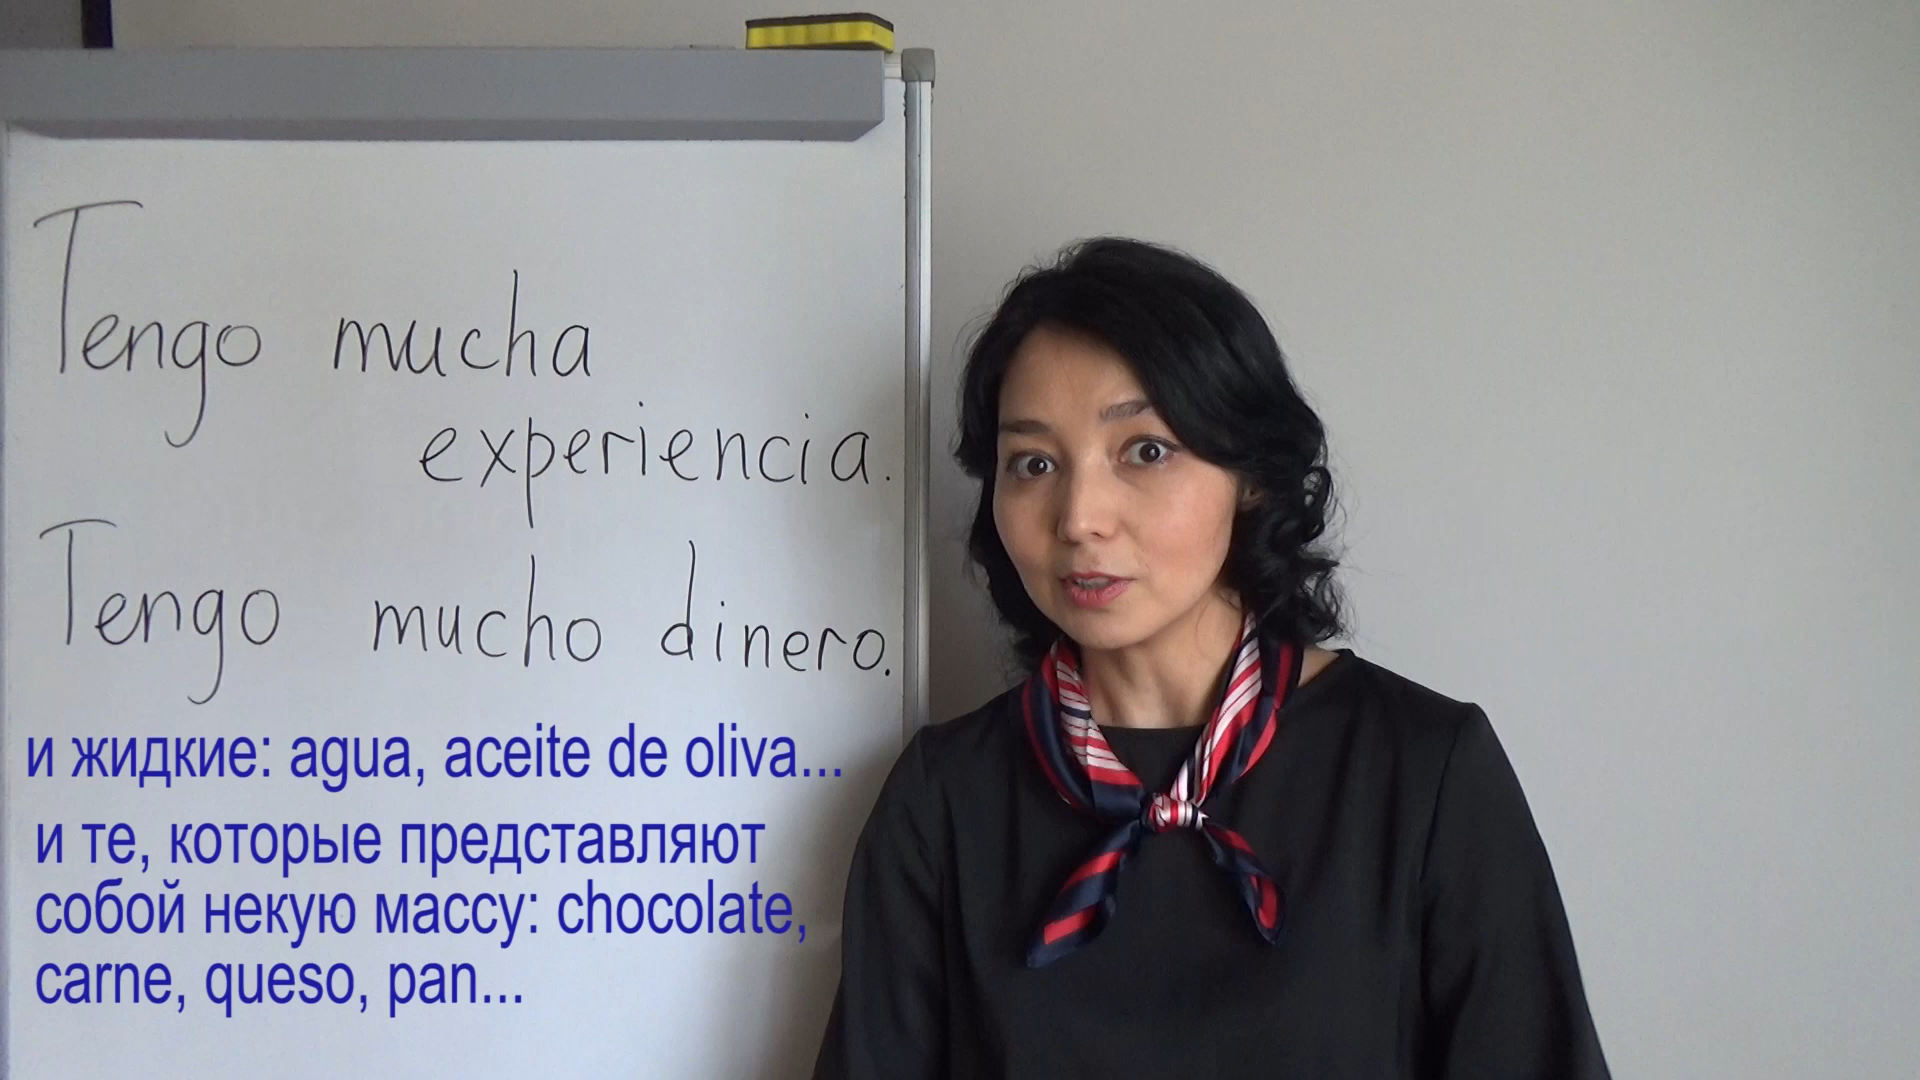 Tengo mucha
experiencia.
Tengo mucho dinero.
и жидкие: agua, aceite de oliva...
и те, которые представляют
собой некую массу: chocolate,
carne, queso, pan...